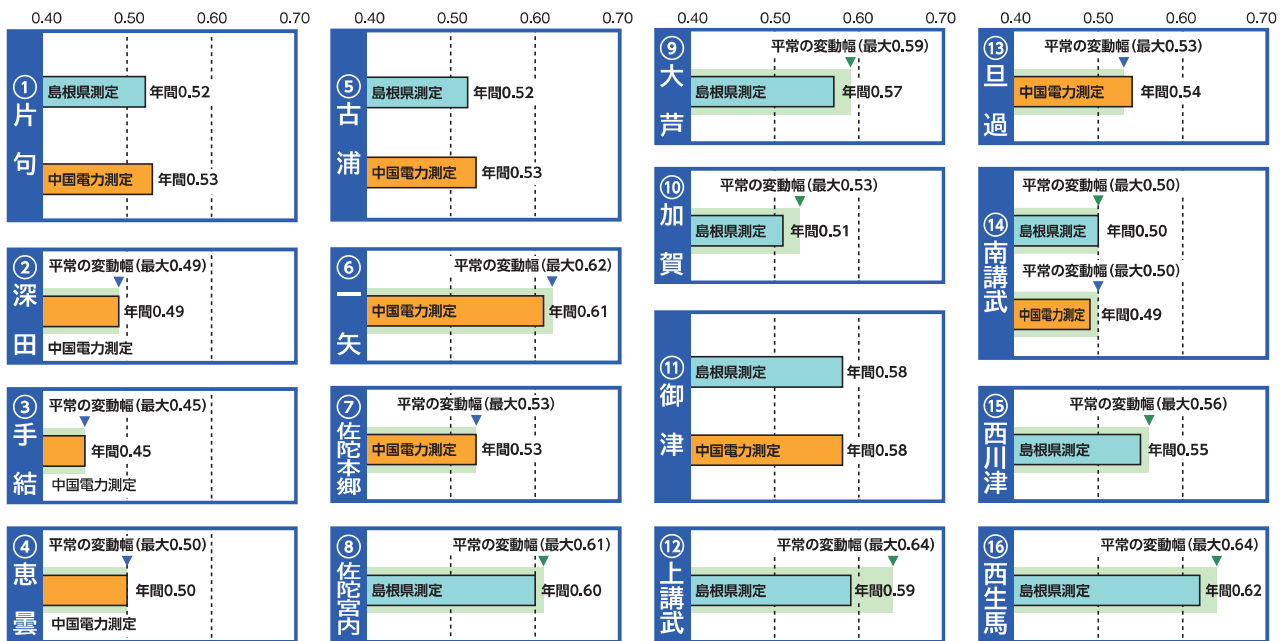 0.40 0.50 0.60 0.70
①片句
島根県測定 年間0.52
中国電力測定 年間0.53
②深田
平常の変動幅(最大0.49)
年間0.49
中国電力測定
③手結
平常の変動幅(最大0.45)
年間0.45
中国電力測定
④恵曇
平常の変動幅(最大0.50)
年間0.50
中国電力測定
0.40 0.50 0.60 0.70
⑤古浦
島根県測定 年間0.52
中国電力測定 年間0.53
⑥一矢
平常の変動幅(最大0.62)
中国電力測定 年間0.61
⑦佐陀本郷
平常の変動幅(最大0.53)
中国電力測定 年間0.53
⑧佐陀宮内
平常の変動幅(最大0.61)
島根県測定 年間0.60
0.40 0.50 0.60 0.70
⑨大芦
平常の変動幅(最大0.59)
島根県測定 年間0.57
⑩加賀
平常の変動幅(最大0.53)
島根県測定 年間0.51
⑪御津
島根県測定 年間0.58
中国電力測定 年間0.58
⑫上講武
平常の変動幅(最大0.64)
島根県測定 年間0.59
0.40 0.50 0.60 0.70
⑬旦過
平常の変動幅(最大0.53)
中国電力測定 年間0.54
⑭南講武
平常の変動幅(最大0.50)
島根県測定 年間0.50
平常の変動幅(最大0.50)
中国電力測定 年間0.49
⑮西川津
平常の変動幅(最大0.56)
島根県測定 年間0.55
⑯西生馬
平常の変動幅(最大0.64)
島根県測定 年間0.62